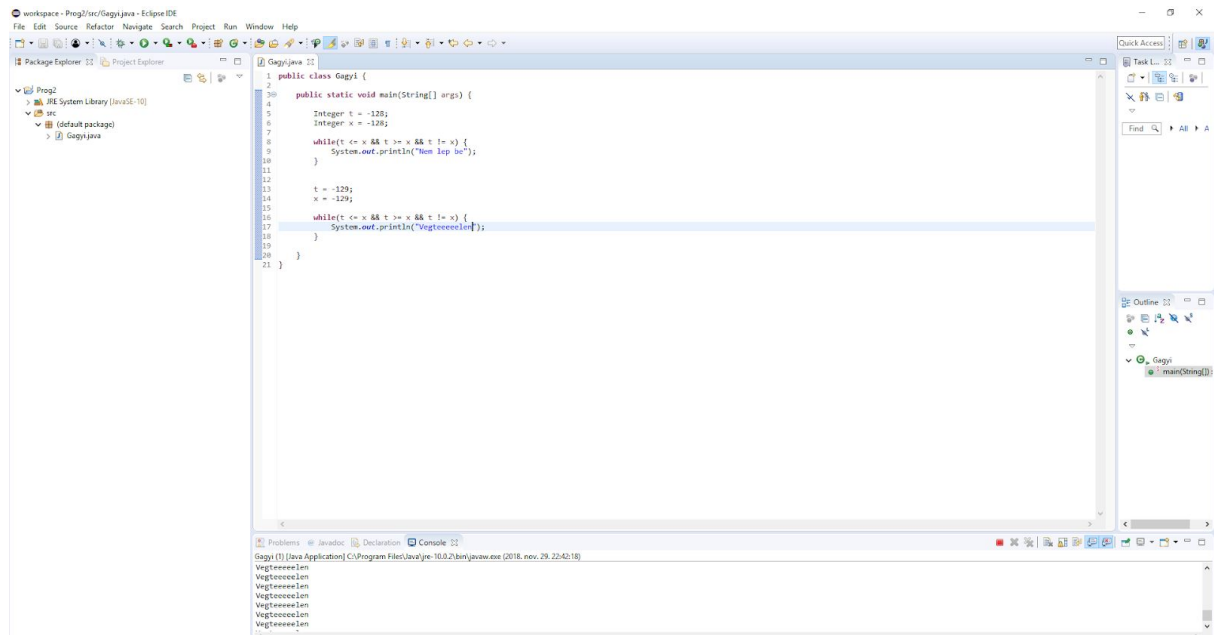 workspace - Prog2/src/Gagyi.java - Eclipse IDE
File Edit Source Refactor Navigate Search Project Run Window Help
Quick Access
Package Explorer Project Explorer
Prog2
JRE System Library [JavaSE-10]
src
(default package)
Gagyi.java
Gagyi.java
1 public class Gagyi {
2
3 public static void main(String[] args) {
4
5 Integer t = -128;
6 Integer x = -128;
7
8 while(t <= x && t >= x && t != x) {
9 System.out.println("Nem lep be");
10 }
11
12
13 t = -129;
14 x = -129;
15
16 while(t <= x && t >= x && t != x) {
17 System.out.println("Vegteeeeelen");
18 }
19
20 }
21 }
Task L...
Find All A
Outline
Gagyi
main(String[]) :
Problems Javadoc Declaration Console
Gagyi (1) [Java Application] C:\Program Files\Java\jre-10.0.2\bin\javaw.exe (2018. nov. 29. 22:42:18)
Vegteeeeelen
Vegteeeeelen
Vegteeeeelen
Vegteeeeelen
Vegteeeeelen
Vegteeeeelen
Vegteeeeelen